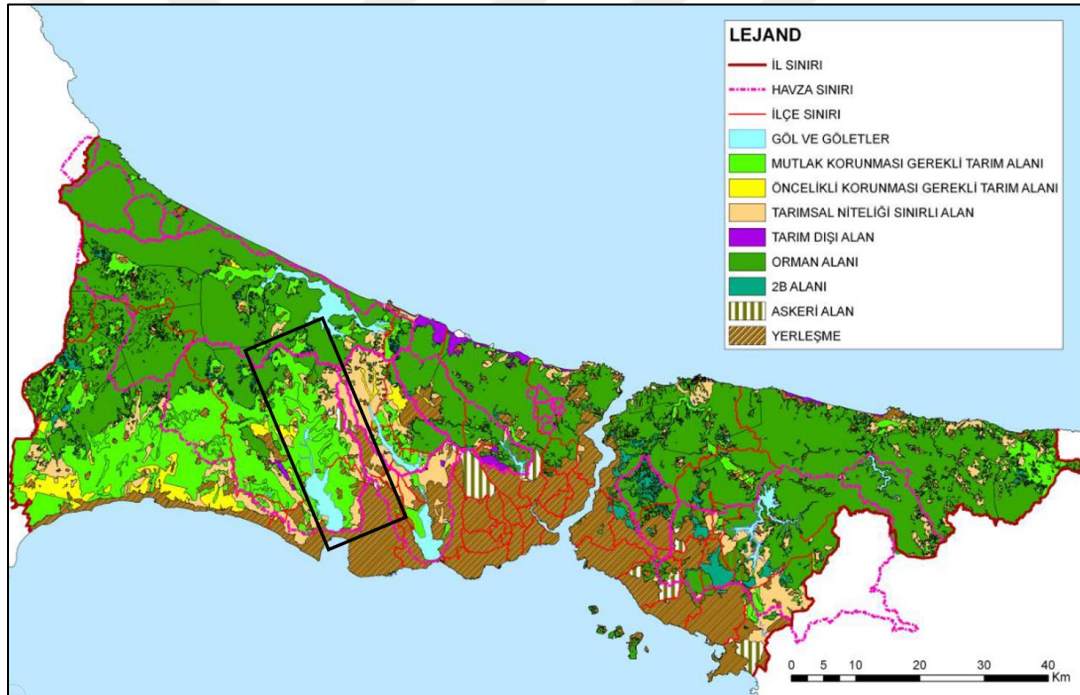 LEJAND
İL SINIRI
HAVZA SINIRI
İLÇE SINIRI
GÖL VE GÖLETLER
MUTLAK KORUNMASI GEREKLİ TARIM ALANI
ÖNCELİKLİ KORUNMASI GEREKLİ TARIM ALANI
TARIMSAL NİTELİĞİ SINIRLI ALAN
TARIM DIŞI ALAN
ORMAN ALANI
2B ALANI
ASKERİ ALAN
YERLEŞME
0 5 10 20 30 40
Km